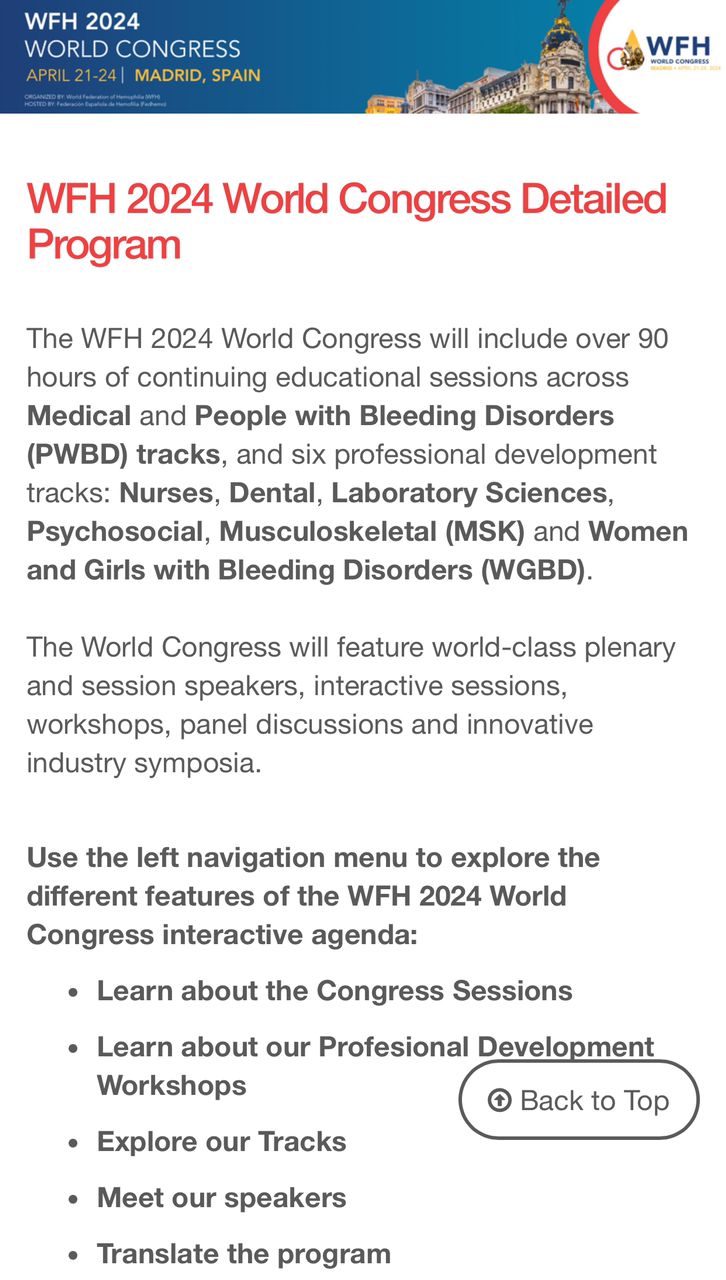 WFH 2024
WORLD CONGRESS
APRIL 21-24 | MADRID, SPAIN
ORGANIZED BY: World Federation of Hemophilia (WFH)
HOSTED BY: Federación Española de Hemofilia (Fedhemo)
WFH
WORLD CONGRESS
MADRID • APRIL 21-24, 2024
WFH 2024 World Congress Detailed
Program
The WFH 2024 World Congress will include over 90
hours of continuing educational sessions across
Medical and People with Bleeding Disorders
(PWBD) tracks, and six professional development
tracks: Nurses, Dental, Laboratory Sciences,
Psychosocial, Musculoskeletal (MSK) and Women
and Girls with Bleeding Disorders (WGBD).
The World Congress will feature world-class plenary
and session speakers, interactive sessions,
workshops, panel discussions and innovative
industry symposia.
Use the left navigation menu to explore the
different features of the WFH 2024 World
Congress interactive agenda:
• Learn about the Congress Sessions
• Learn about our Profesional Development
Workshops
Back to Top
• Explore our Tracks
• Meet our speakers
• Translate the program